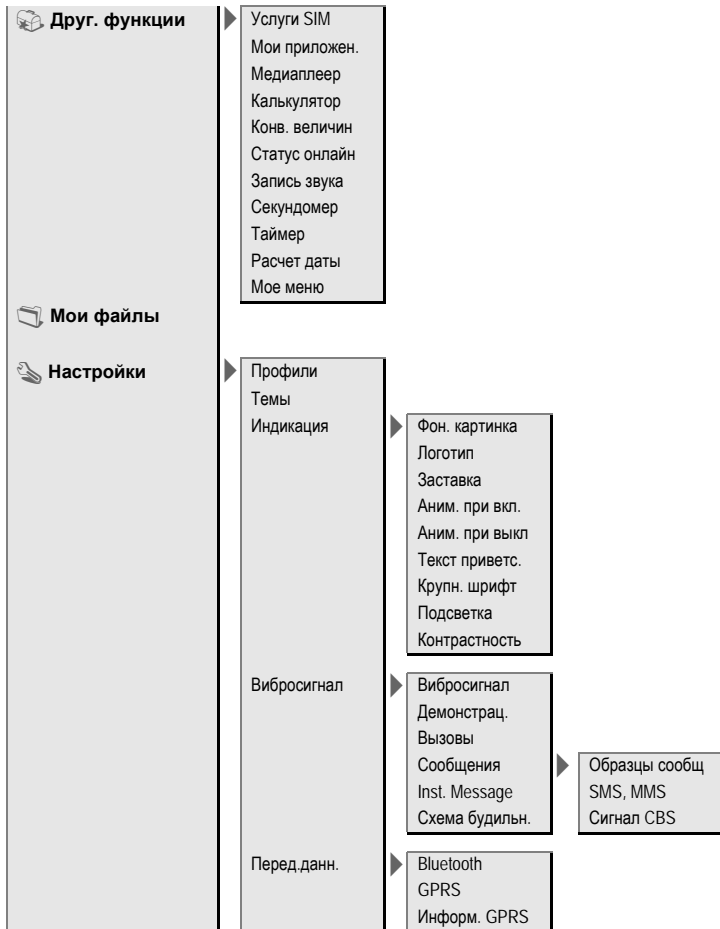 Друг. функции
Услуги SIM
Мои приложен.
Медиаплеер
Калькулятор
Конв. величин
Статус онлайн
Запись звука
Секундомер
Таймер
Расчет даты
Мое меню
Мои файлы
Настройки
Профили
Темы
Индикация
Фон. картинка
Логотип
Заставка
Аним. при вкл.
Аним. при выкл
Текст приветс.
Крупн. шрифт
Подсветка
Контрастность
Вибросигнал
Вибросигнал
Демонстрац.
Вызовы
Сообщения
Образцы сообщ
SMS, MMS
Сигнал CBS
Inst. Message
Схема будильн.
Перед.данн.
Bluetooth
GPRS
Информ. GPRS